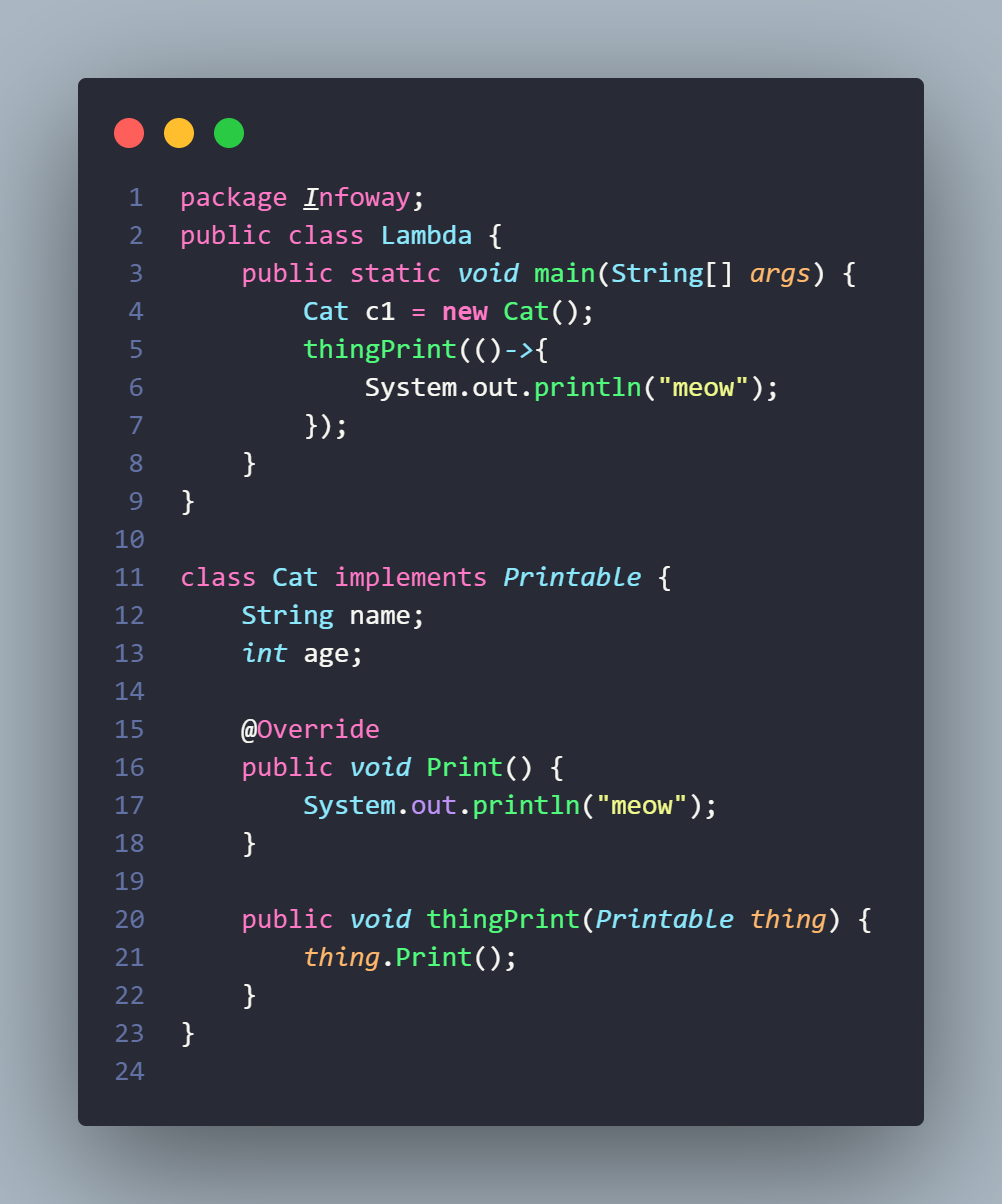 1 package Infoway;
2 public class Lambda {
3     public static void main(String[] args) {
4         Cat c1 = new Cat();
5         thingPrint(()->{
6             System.out.println("meow");
7         });
8     }
9 }
10
11 class Cat implements Printable {
12     String name;
13     int age;
14
15     @Override
16     public void Print() {
17         System.out.println("meow");
18     }
19
20     public void thingPrint(Printable thing) {
21         thing.Print();
22     }
23 }
24